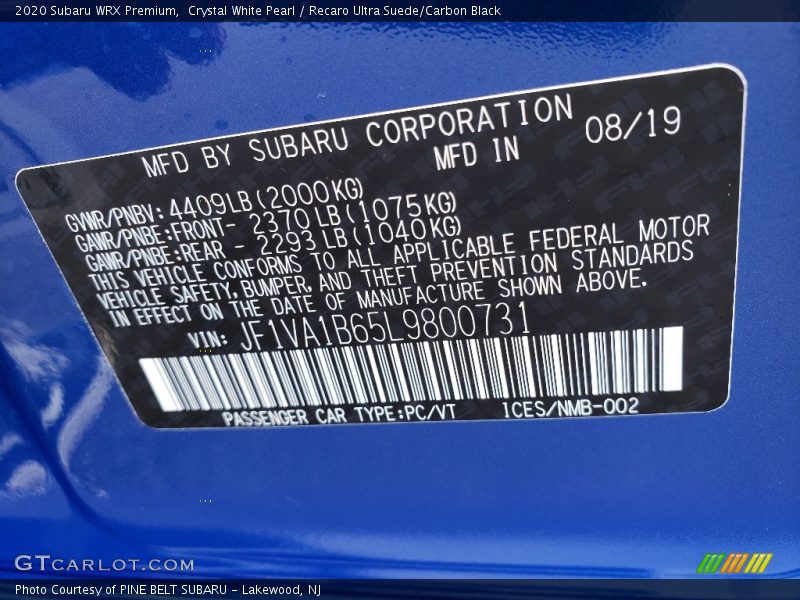 2020 Subaru WRX Premium,  Crystal White Pearl / Recaro Ultra Suede/Carbon Black
MFD BY SUBARU CORPORATION 08/19
MFD IN
GVWR/PNBV: 4409LB(2000KG)
GAWR/PNBE:FRONT- 2370LB(1075KG)
GAWR/PNBE:REAR - 2293LB(1040KG)
THIS VEHICLE CONFORMS TO ALL APPLICABLE FEDERAL MOTOR
VEHICLE SAFETY, BUMPER, AND THEFT PREVENTION STANDARDS
IN EFFECT ON THE DATE OF MANUFACTURE SHOWN ABOVE.
VIN: JF1VA1B65L9800731
PASSENGER CAR TYPE:PC/VT ICES/NMB-002
GTCARLOT.COM
Photo Courtesy of PINE BELT SUBARU - Lakewood, NJ